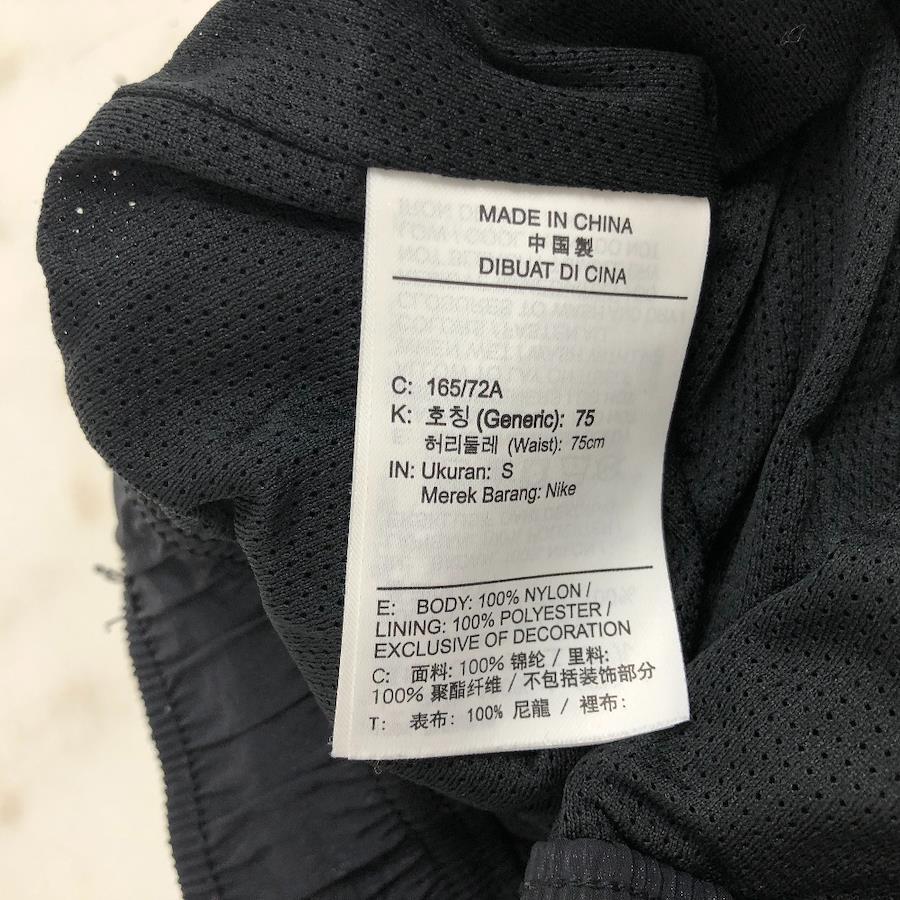 MADE IN CHINA
中国製
DIBUAT DI CINA
C: 165/72A
K: 호칭 (Generic): 75
허리둘레 (Waist): 75cm
IN: Ukuran: S
Merek Barang: Nike
E: BODY: 100% NYLON /
LINING: 100% POLYESTER /
EXCLUSIVE OF DECORATION
C: 面料: 100% 锦纶 / 里料:
100% 聚酯纤维 / 不包括装饰部分
T: 表布: 100% 尼龍 / 裡布: